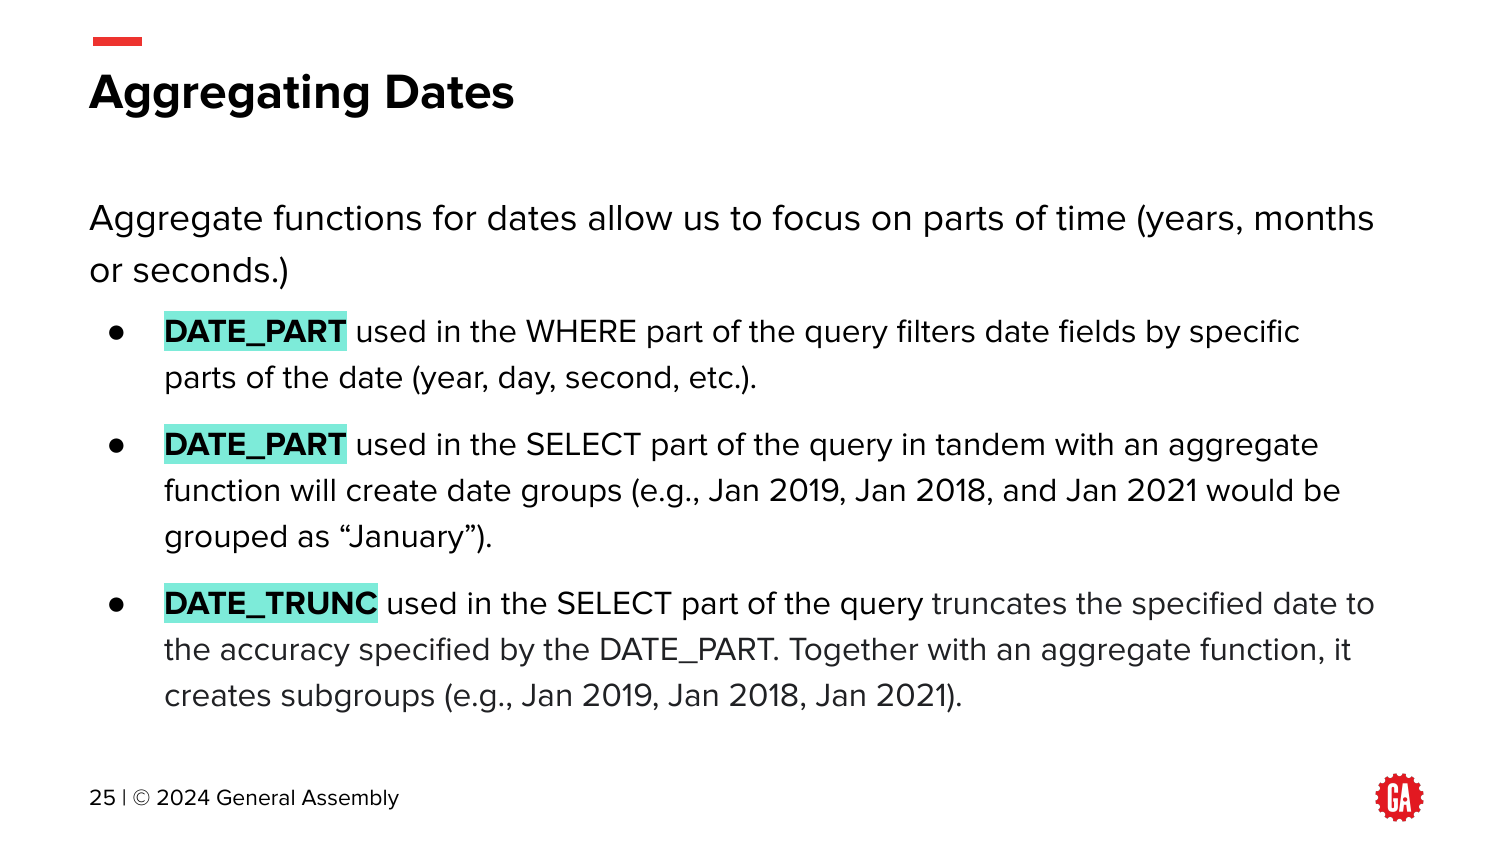 Aggregating Dates
Aggregate functions for dates allow us to focus on parts of time (years, months
or seconds.)
● DATE_PART used in the WHERE part of the query filters date fields by specific
parts of the date (year, day, second, etc.).
● DATE_PART used in the SELECT part of the query in tandem with an aggregate
function will create date groups (e.g., Jan 2019, Jan 2018, and Jan 2021 would be
grouped as “January”).
● DATE_TRUNC used in the SELECT part of the query truncates the specified date to
the accuracy specified by the DATE_PART. Together with an aggregate function, it
creates subgroups (e.g., Jan 2019, Jan 2018, Jan 2021).
25 | © 2024 General Assembly
GA